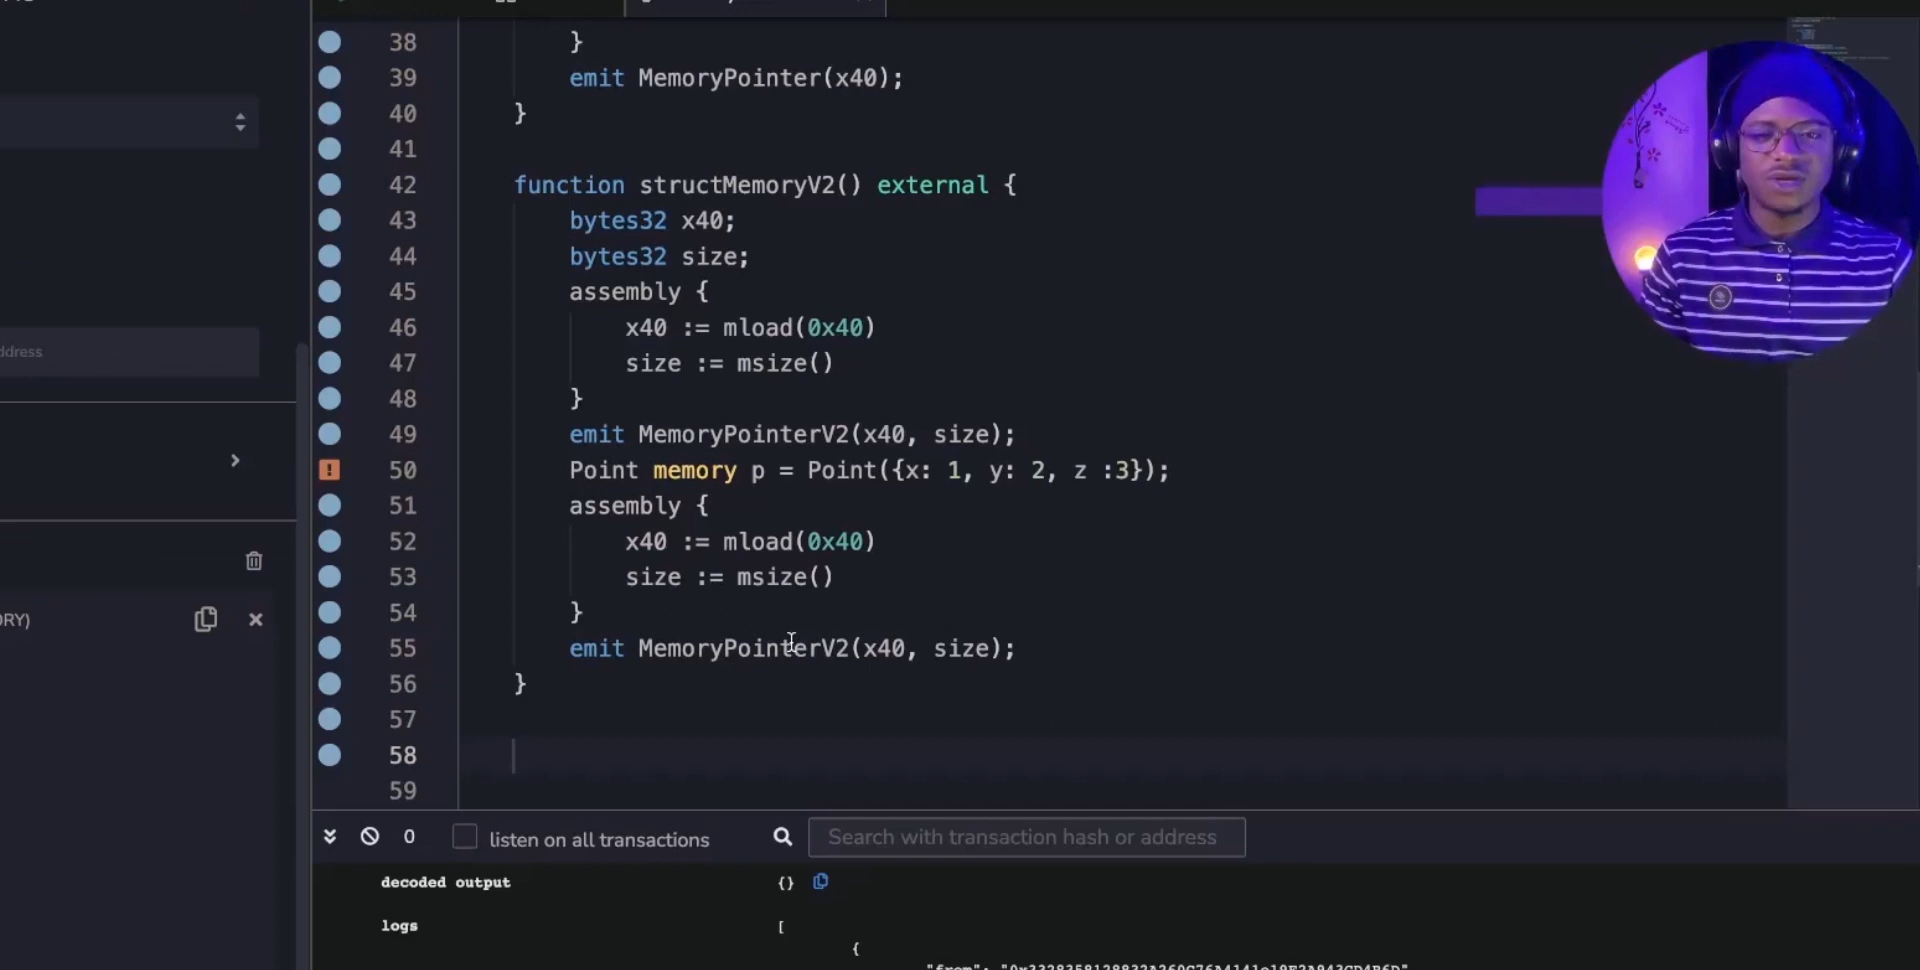 38 }
39 emit MemoryPointer(x40);
40 }
41
42 function structMemoryV2() external {
43 bytes32 x40;
44 bytes32 size;
45 assembly {
46 x40 := mload(0x40)
47 size := msize()
48 }
49 emit MemoryPointerV2(x40, size);
50 Point memory p = Point({x: 1, y: 2, z :3});
51 assembly {
52 x40 := mload(0x40)
53 size := msize()
54 }
55 emit MemoryPointerV2(x40, size);
56 }
57
58
59
ddress
ORY)
0 listen on all transactions Search with transaction hash or address
decoded output {}
logs [
{